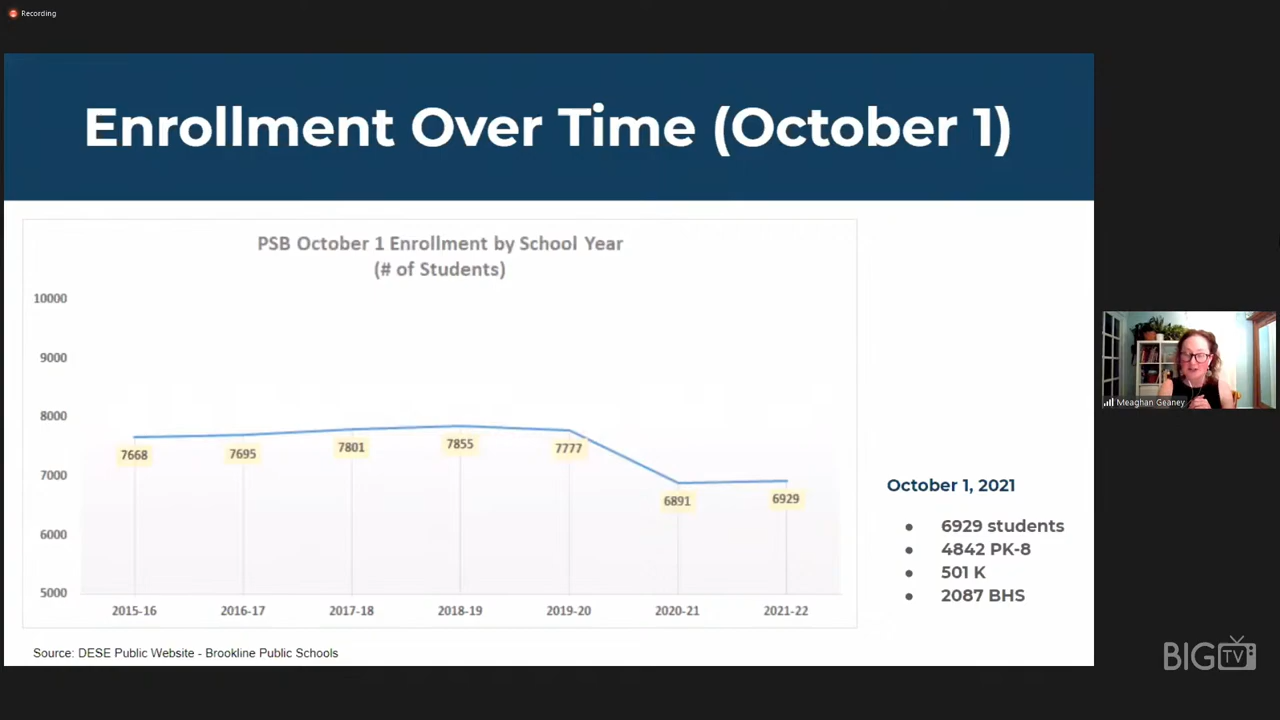 Recording
Enrollment Over Time (October 1)
PSB October 1 Enrollment by School Year
(# of Students)
10000
9000
8000
7000
6000
5000
7668
7695
7801
7855
7777
6891
6929
2015-16
2016-17
2017-18
2018-19
2019-20
2020-21
2021-22
October 1, 2021
● 6929 students
● 4842 PK-8
● 501 K
● 2087 BHS
Source: DESE Public Website - Brookline Public Schools
Meaghan Geaney
BIG TV